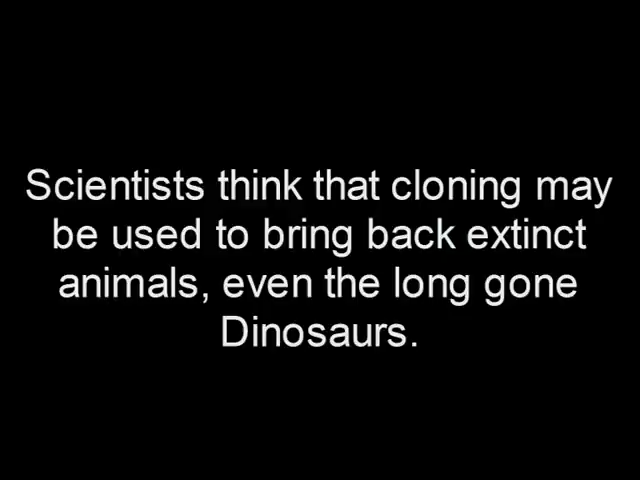 Scientists think that cloning may
be used to bring back extinct
animals, even the long gone
Dinosaurs.